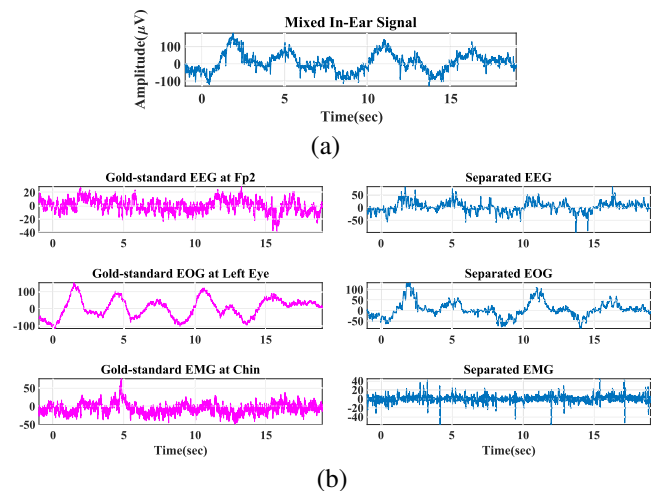 Mixed In-Ear Signal
Amplitude(μV)
100
0
-100
0 5 10 15
Time(sec)
(a)
Gold-standard EEG at Fp2
20
0
-20
-40
0 5 10 15
Separated EEG
50
0
-50
0 5 10 15
Gold-standard EOG at Left Eye
100
0
-100
0 5 10 15
Separated EOG
100
50
0
-50
0 5 10 15
Gold-standard EMG at Chin
50
0
-50
0 5 10 15
Time(sec)
Separated EMG
40
20
0
-20
-40
0 5 10 15
Time(sec)
(b)